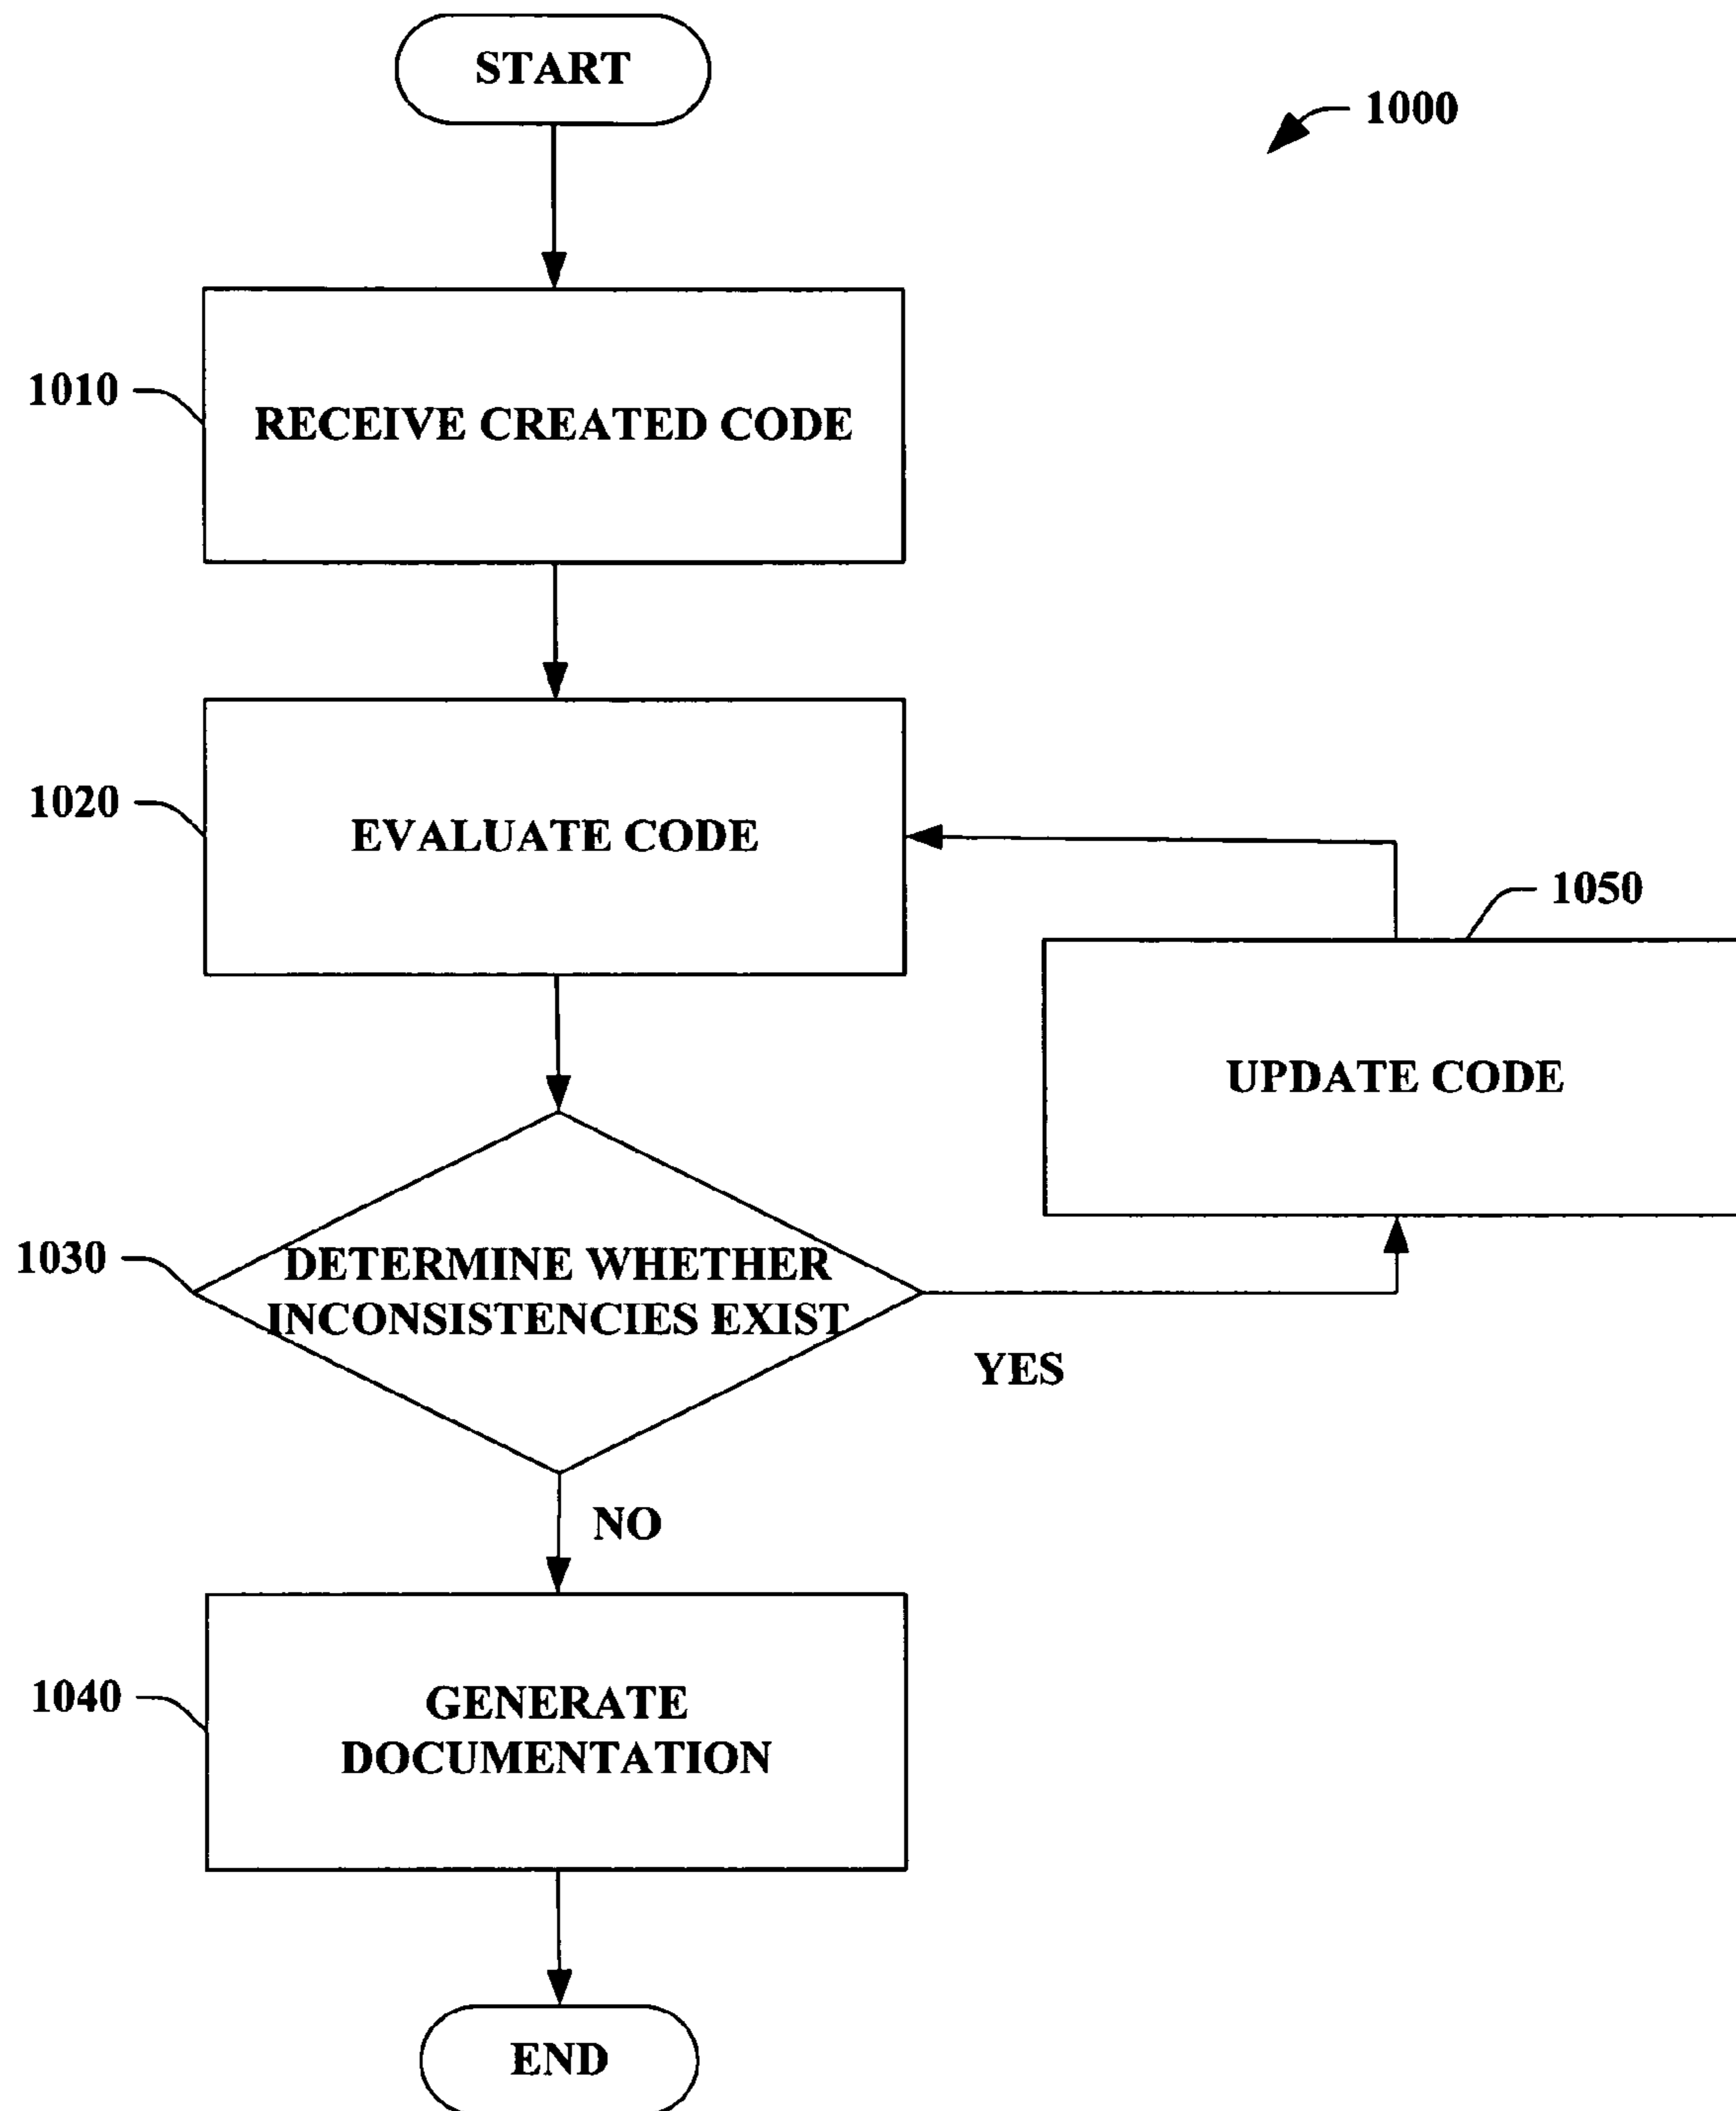 START
1000
1010
RECEIVE CREATED CODE
1020
EVALUATE CODE
1050
UPDATE CODE
1030
DETERMINE WHETHER
INCONSISTENCIES EXIST
YES
NO
1040
GENERATE
DOCUMENTATION
END